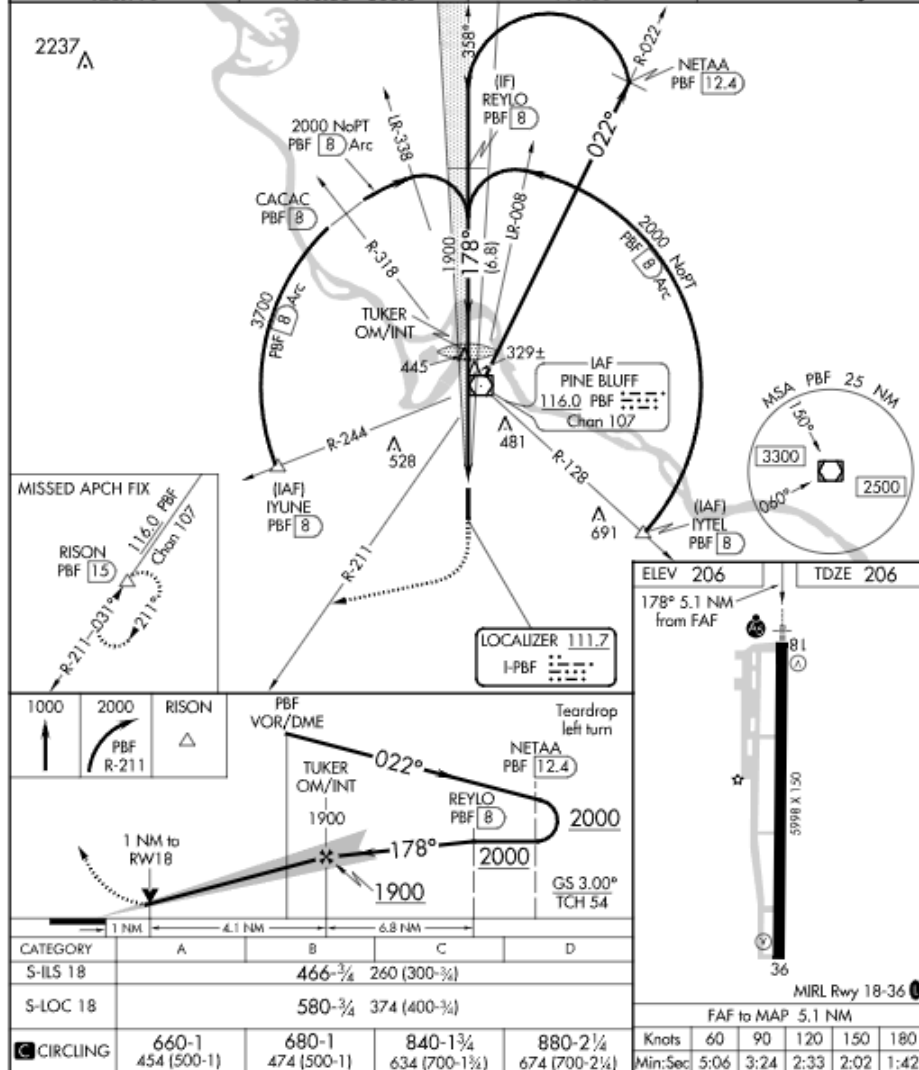 2237
358°
R-022
NETAA
PBF 12.4
(IF)
REYLO
PBF 8
2000 NoPT
PBF 8 Arc
LR-338
022°
CACAC
PBF 8
R-318
LR-008
1900
178°
(6.8)
2000 NoPT
PBF 8 Arc
3700
PBF 8 Arc
TUKER
OM/INT
445
329±
IAF
PINE BLUFF
116.0 PBF
Chan 107
MSA PBF 25 NM
150°
3300
060°
2500
R-244
528
481
R-128
(IAF)
IYUNE
PBF 8
691
(IAF)
IYTEL
PBF 8
R-211
MISSED APCH FIX
116.0 PBF
Chan 107
RISON
PBF 15
R-211
031°
211°
LOCALIZER 111.7
I-PBF
ELEV 206
TDZE 206
178° 5.1 NM
from FAF
A5
18
V
5998 X 150
36
MIRL Rwy 18-36 L
1000
2000
PBF
R-211
RISON
PBF
VOR/DME
Teardrop
left turn
022°
NETAA
PBF 12.4
TUKER
OM/INT
1900
REYLO
PBF 8
2000
1 NM to
RW18
178°
2000
1900
GS 3.00°
TCH 54
1 NM
4.1 NM
6.8 NM
CATEGORY A B C D
S-ILS 18 466-¾ 260 (300-¾)
S-LOC 18 580-¾ 374 (400-¾)
C CIRCLING 660-1 680-1 840-1¾ 880-2¼
454 (500-1) 474 (500-1) 634 (700-1¾) 674 (700-2¼)
FAF to MAP 5.1 NM
Knots 60 90 120 150 180
Min:Sec 5:06 3:24 2:33 2:02 1:42